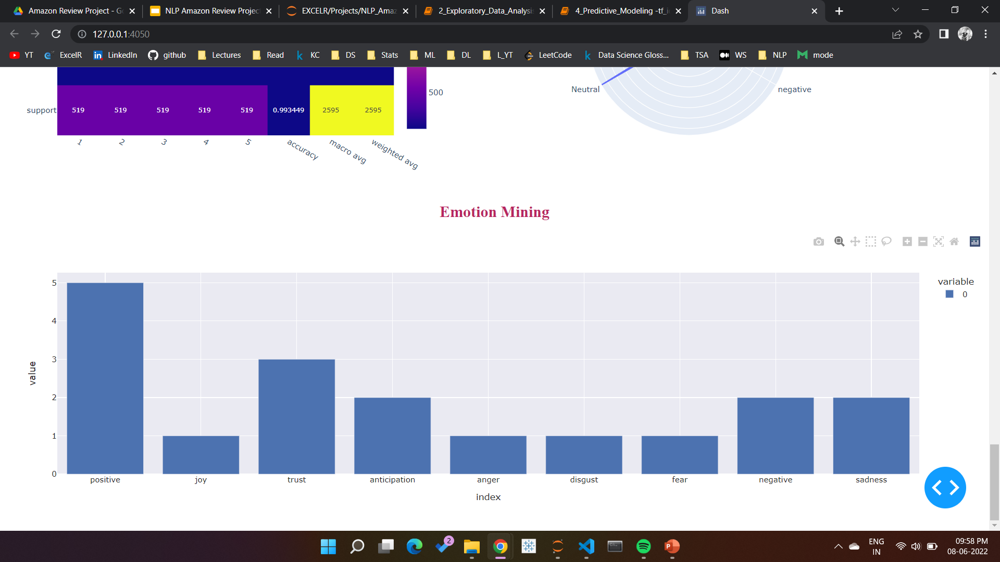 Amazon Review Project - Go
NLP Amazon Review Projec
EXCELR/Projects/NLP_Amaz
2_Exploratory_Data_Analysis
4_Predictive_Modeling -tf_i
Dash
127.0.0.1:4050
YT ExcelR LinkedIn github Lectures Read KC DS Stats ML DL L_YT LeetCode Data Science Gloss... TSA WS NLP mode
500
Neutral
negative
support 519 519 519 519 519 0.993449 2595 2595
1 2 3 4 5 accuracy macro avg weighted avg
Emotion Mining
variable
0
5
4
3
2
1
0
value
positive joy trust anticipation anger disgust fear negative sadness
index
2
ENG
IN
09:58 PM
08-06-2022